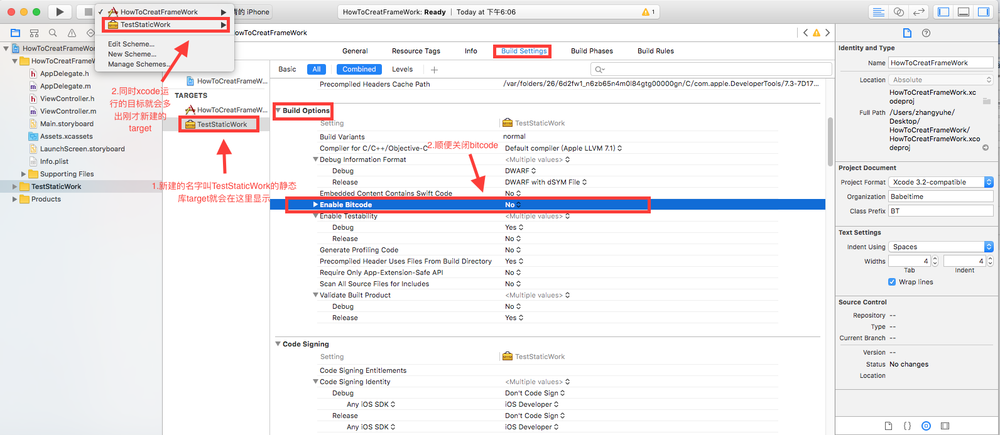 HowToCreatFrameWork
青的 iPhone
HowToCreatFrameWork: Ready | Today at 下午6:06
1
TestStaticWork
Edit Scheme...
New Scheme...
Manage Schemes...
owToCreatFrameWork
HowToCreatFrameWor
HowToCreatFrameW
AppDelegate.h
AppDelegate.m
ViewController.h
ViewController.m
Main.storyboard
Assets.xcassets
LaunchScreen.storyboard
Info.plist
Supporting Files
TestStaticWork
Products
2.同时xcode运
行的目标就会多
出刚才新建的
target
HowToCreatFrameW...
TARGETS
HowToCreatFrameW...
TestStaticWork
1.新建的名字叫TestStaticWork的静态
库target就会在这里显示
General Resource Tags Info Build Settings Build Phases Build Rules
Basic All Combined Levels
Precompiled Headers Cache Path /var/folders/26/6d2fw1_n6zb65n4m0l84gtg00000gn/C/com.apple.DeveloperTools/7.3-7D17...
Build Options
Setting TestStaticWork
Build Variants normal
Compiler for C/C++/Objective-C Default compiler (Apple LLVM 7.1)
2.顺便关闭bitcode
Debug Information Format <Multiple values>
Debug DWARF
Release DWARF with dSYM File
Embedded Content Contains Swift Code No
Enable Bitcode No
Enable Testability <Multiple values>
Debug Yes
Release No
Generate Profiling Code No
Precompiled Header Uses Files From Build Directory Yes
Require Only App-Extension-Safe API No
Scan All Source Files for Includes No
Validate Built Product <Multiple values>
Debug No
Release Yes
Code Signing
Setting TestStaticWork
Code Signing Entitlements
Code Signing Identity <Multiple values>
Debug Don't Code Sign
Any iOS SDK iOS Developer
Release Don't Code Sign
Any iOS SDK iOS Developer
Identity and Type
Name HowToCreatFrameWork
Location Absolute
HowToCreatFrameWork.xc
odeproj
Full Path /Users/zhangyuhe/
Desktop/
HowToCreatFrameWork/
HowToCreatFrameWork.xco
deproj
Project Document
Project Format Xcode 3.2-compatible
Organization Babeltime
Class Prefix BT
Text Settings
Indent Using Spaces
Widths 4 4
Tab Indent
Wrap lines
Source Control
Repository --
Type --
Current Branch --
Version --
Status No changes
Location